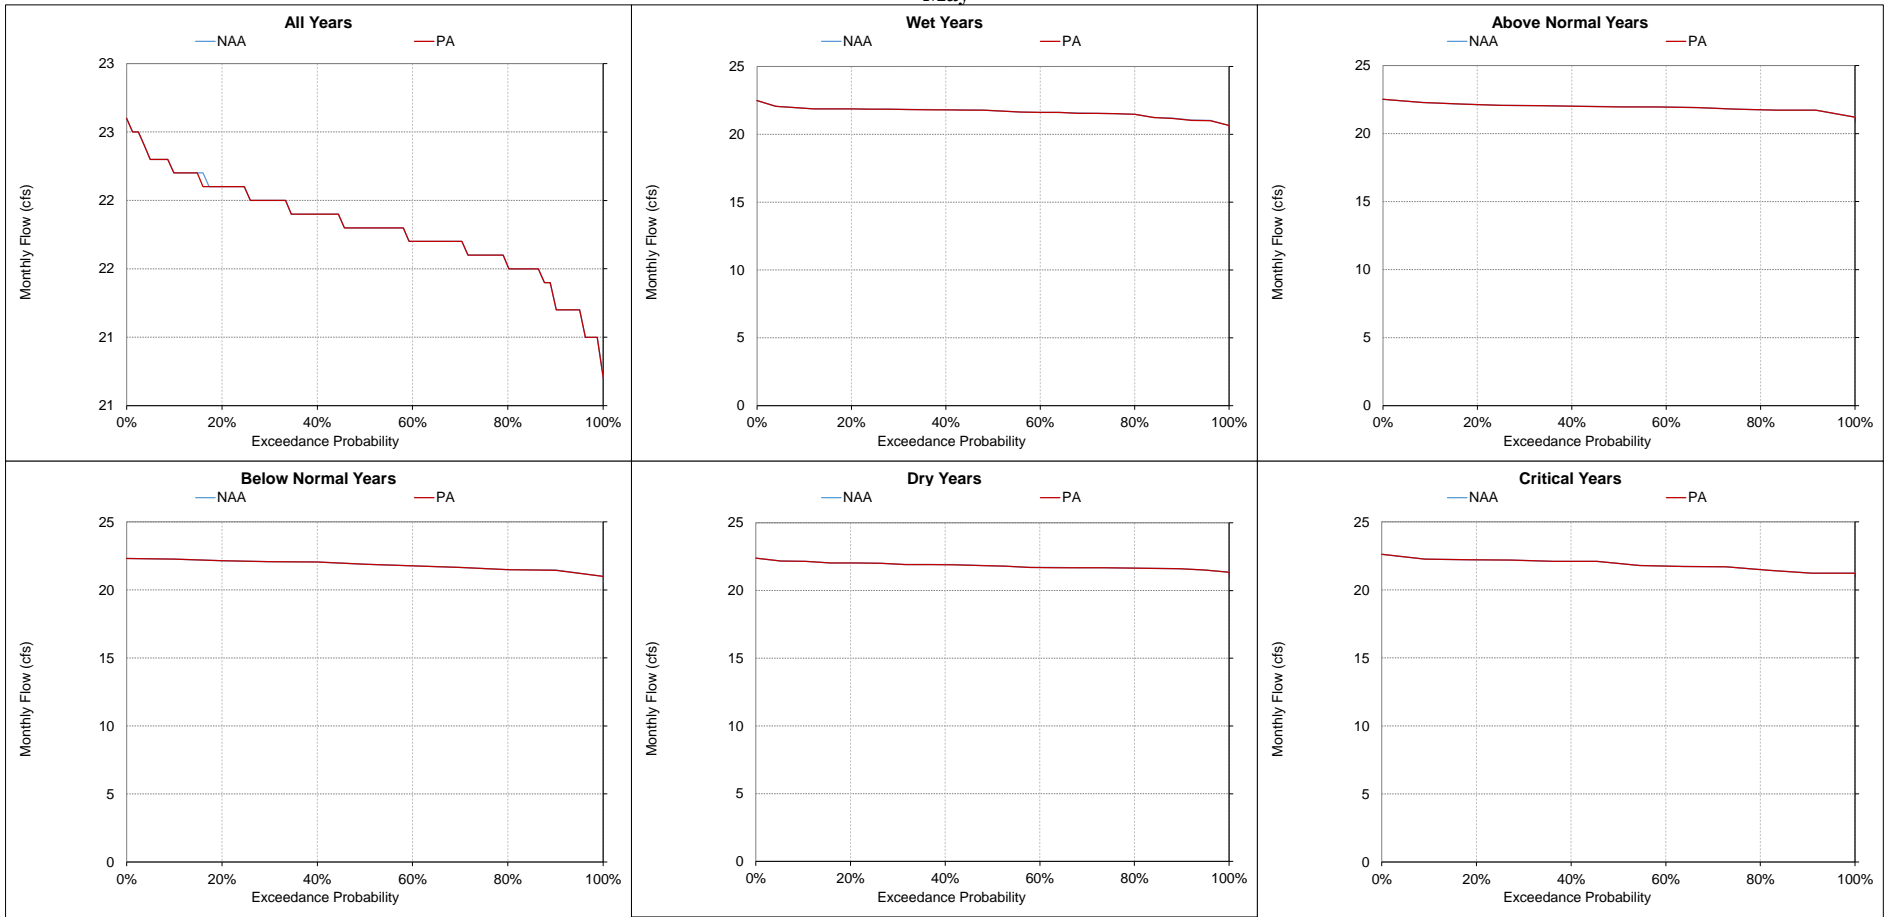 May
All Years
NAA PA
23
23
22
22
21
21
0% 20% 40% 60% 80% 100%
Exceedance Probability
Monthly Flow (cfs)
Wet Years
NAA PA
25
20
15
10
5
0
0% 20% 40% 60% 80% 100%
Exceedance Probability
Monthly Flow (cfs)
Above Normal Years
NAA PA
25
20
15
10
5
0
0% 20% 40% 60% 80% 100%
Exceedance Probability
Monthly Flow (cfs)
Below Normal Years
NAA PA
25
20
15
10
5
0
0% 20% 40% 60% 80% 100%
Exceedance Probability
Monthly Flow (cfs)
Dry Years
NAA PA
25
20
15
10
5
0
0% 20% 40% 60% 80% 100%
Exceedance Probability
Monthly Flow (cfs)
Critical Years
NAA PA
25
20
15
10
5
0
0% 20% 40% 60% 80% 100%
Exceedance Probability
Monthly Flow (cfs)